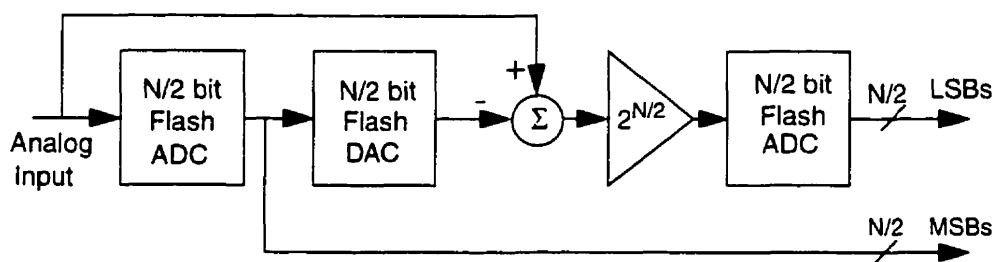 Analog
Input
N/2 bit
Flash
ADC
N/2 bit
Flash
DAC
+
-
Σ
2^{N/2}
N/2 bit
Flash
ADC
N/2 LSBs
N/2 MSBs